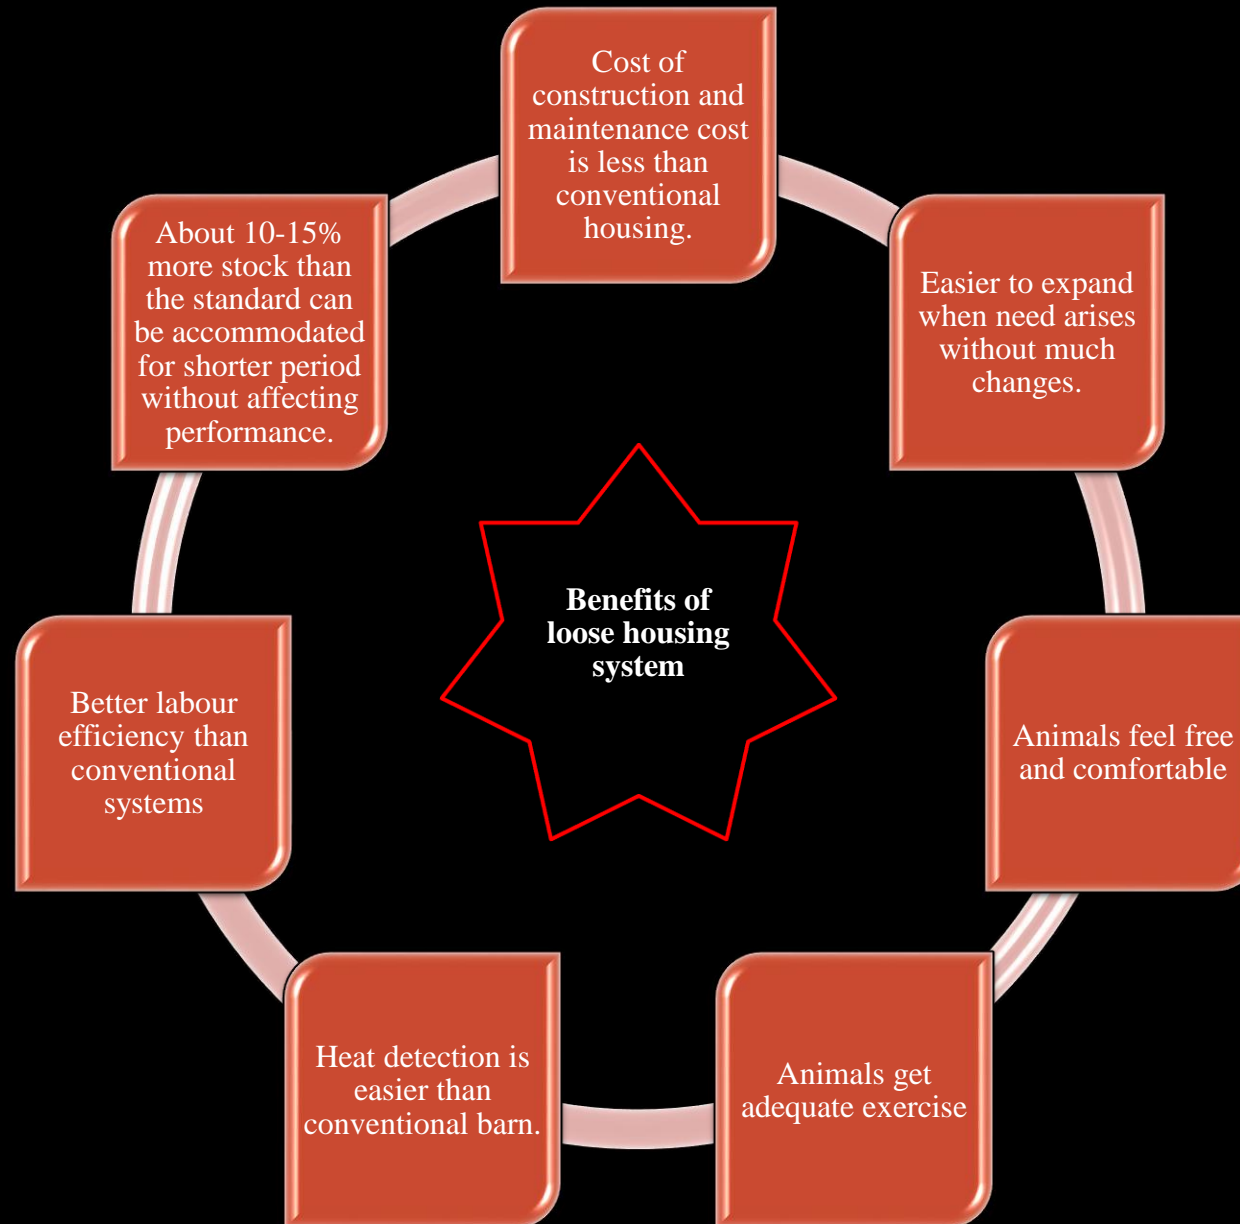 Cost of
construction and
maintenance cost
is less than
conventional
housing.
Easier to expand
when need arises
without much
changes.
Animals feel free
and comfortable
Animals get
adequate exercise
Heat detection is
easier than
conventional barn.
Better labour
efficiency than
conventional
systems
About 10-15%
more stock than
the standard can
be accommodated
for shorter period
without affecting
performance.
Benefits of
loose housing
system